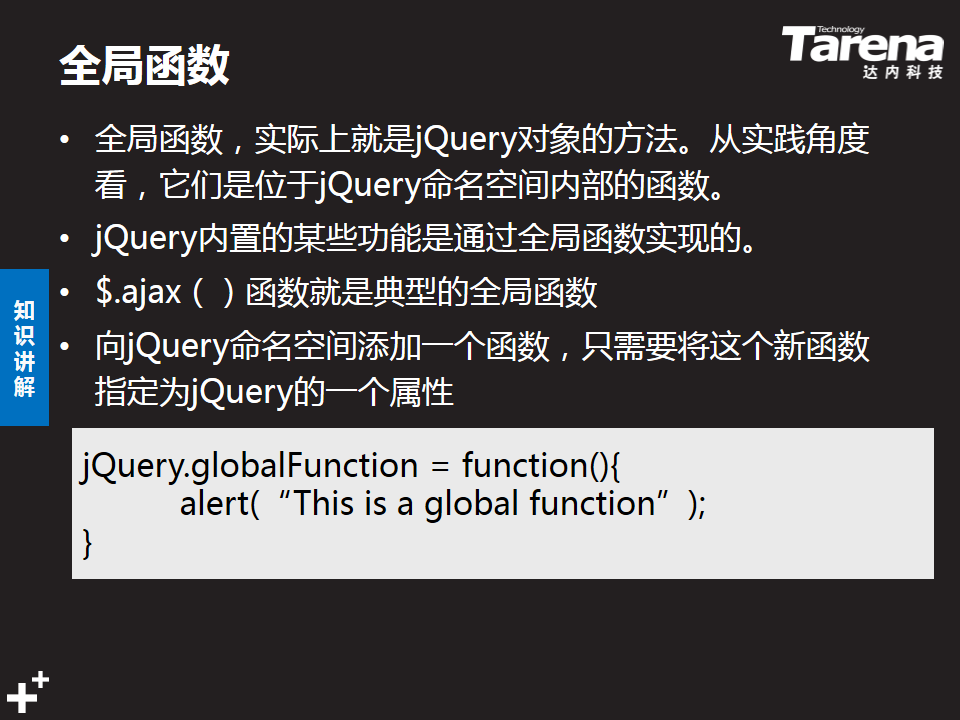 全局函数
Technology
Tarena
达内科技
• 全局函数，实际上就是jQuery对象的方法。从实践角度
看，它们是位于jQuery命名空间内部的函数。
• jQuery内置的某些功能是通过全局函数实现的。
• $.ajax（）函数就是典型的全局函数
• 向jQuery命名空间添加一个函数，只需要将这个新函数
指定为jQuery的一个属性
知识讲解
jQuery.globalFunction = function(){
alert(“This is a global function”);
}